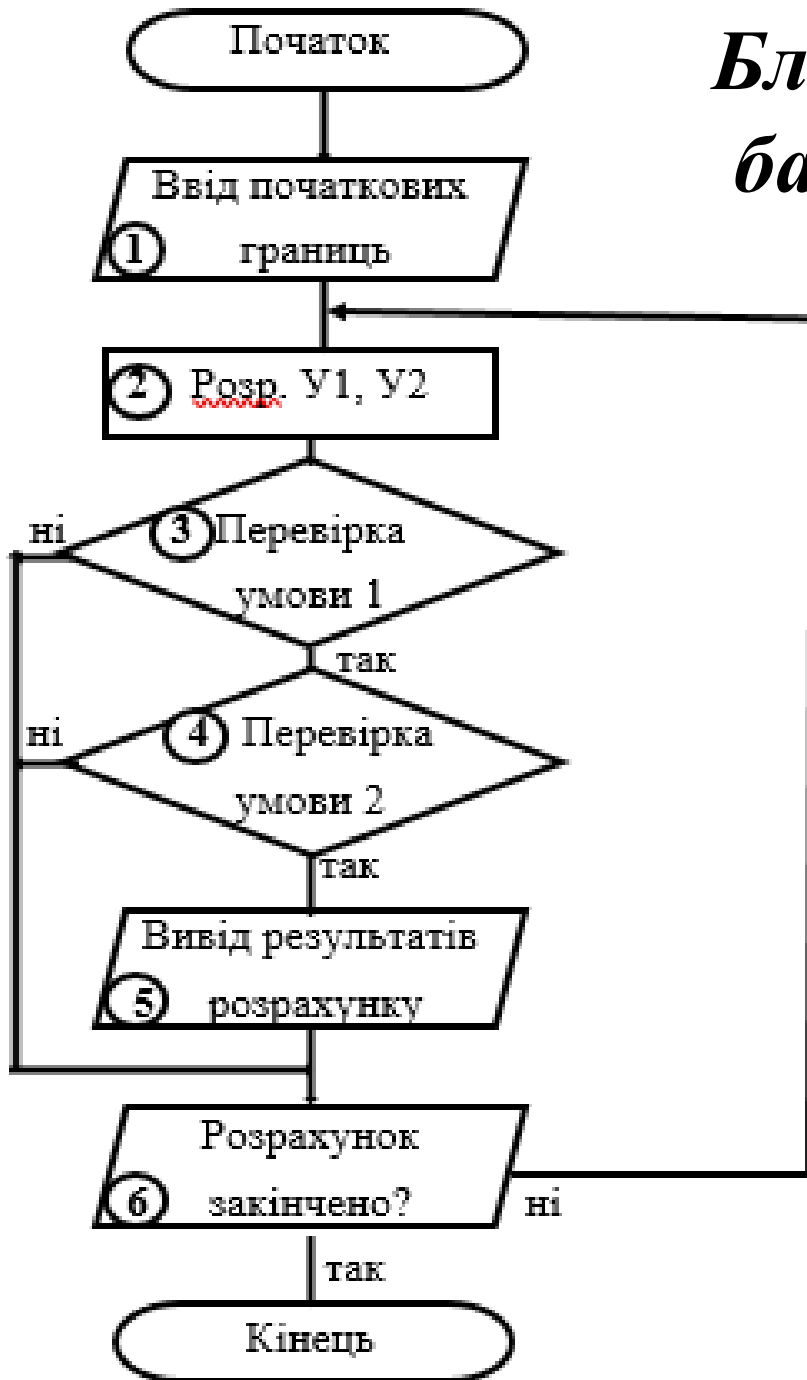 Початок
Бл
ба
Ввід початкових
1 границь
2 Розр. У1, У2
ні
3 Перевірка
умови 1
так
ні
4 Перевірка
умови 2
так
Вивід результатів
5 розрахунку
Розрахунок
6 закінчено?
ні
так
Кінець